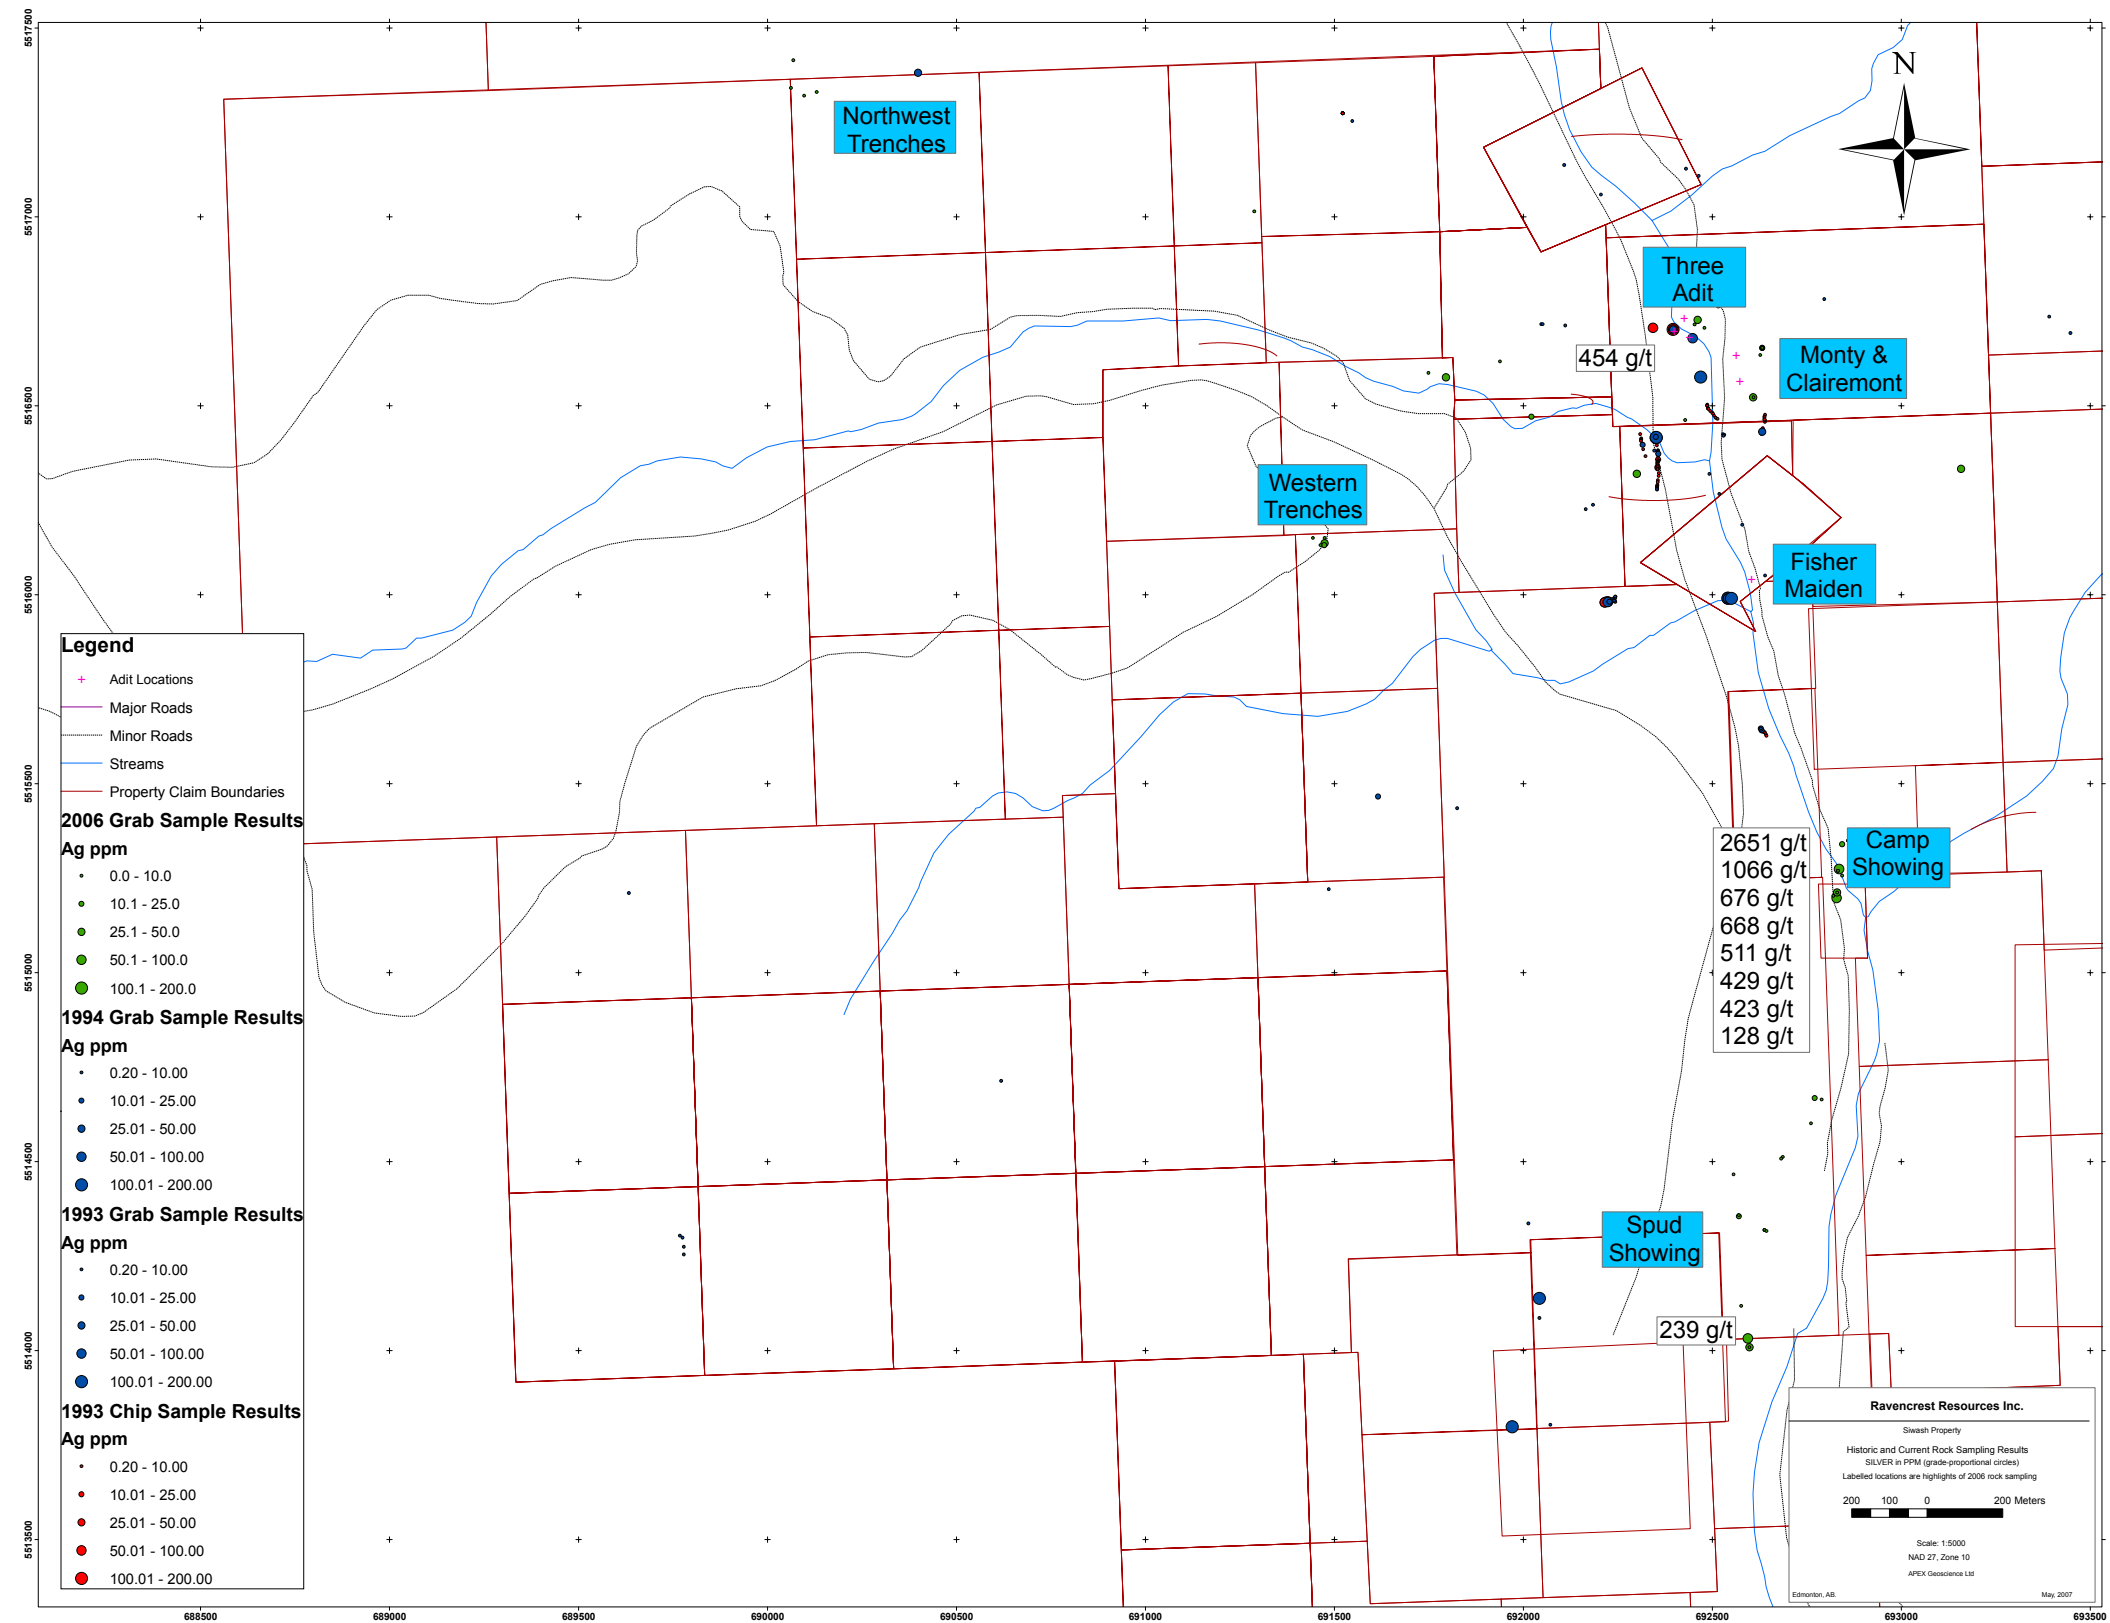 5517500
5517000
5516500
5516000
5515500
5515000
5514500
5514000
5513500
N
Northwest
Trenches
Three
Adit
454 g/t
Monty &
Clairemont
Western
Trenches
Fisher
Maiden
Camp
Showing
2651 g/t
1066 g/t
676 g/t
668 g/t
511 g/t
429 g/t
423 g/t
128 g/t
Spud
Showing
239 g/t
Legend
Adit Locations
Major Roads
Minor Roads
Streams
Property Claim Boundaries
2006 Grab Sample Results
Ag ppm
0.0 - 10.0
10.1 - 25.0
25.1 - 50.0
50.1 - 100.0
100.1 - 200.0
1994 Grab Sample Results
Ag ppm
0.20 - 10.00
10.01 - 25.00
25.01 - 50.00
50.01 - 100.00
100.01 - 200.00
1993 Grab Sample Results
Ag ppm
0.20 - 10.00
10.01 - 25.00
25.01 - 50.00
50.01 - 100.00
100.01 - 200.00
1993 Chip Sample Results
Ag ppm
0.20 - 10.00
10.01 - 25.00
25.01 - 50.00
50.01 - 100.00
100.01 - 200.00
Ravencrest Resources Inc.
Siwash Property
Historic and Current Rock Sampling Results
SILVER in PPM (grade-proportional circles)
Labelled locations are highlights of 2006 rock sampling
200 100 0 200 Meters
Scale: 1:5000
NAD 27, Zone 10
APEX Geoscience Ltd
Edmonton, AB. May, 2007
688500 689000 689500 690000 690500 691000 691500 692000 692500 693000 693500